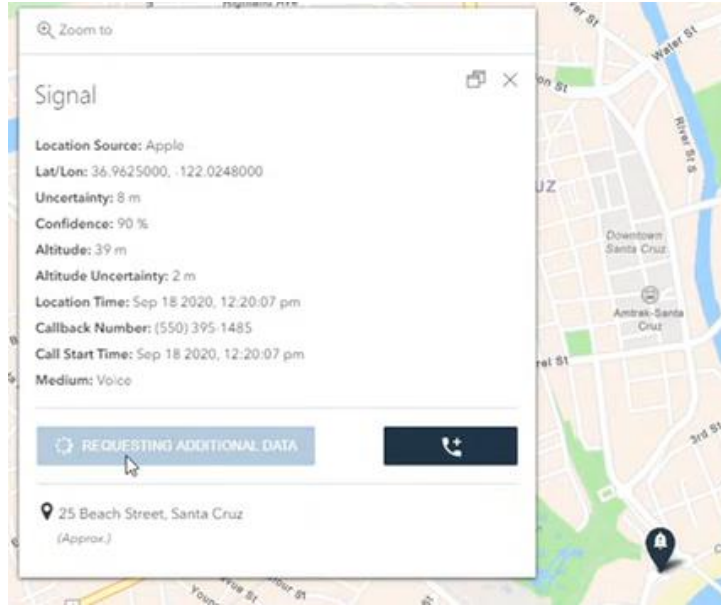 Zoom to
Signal
Location Source: Apple
Lat/Lon: 36.9625000, -122.0248000
Uncertainty: 8 m
Confidence: 90 %
Altitude: 39 m
Altitude Uncertainty: 2 m
Location Time: Sep 18 2020, 12:20:07 pm
Callback Number: (550) 395-1485
Call Start Time: Sep 18 2020, 12:20:07 pm
Medium: Voice
REQUESTING ADDITIONAL DATA
25 Beach Street, Santa Cruz
(Approx.)
Water St
River St S
Downtown
Santa Cruz
Amtrak-Santa
Cruz
3rd St